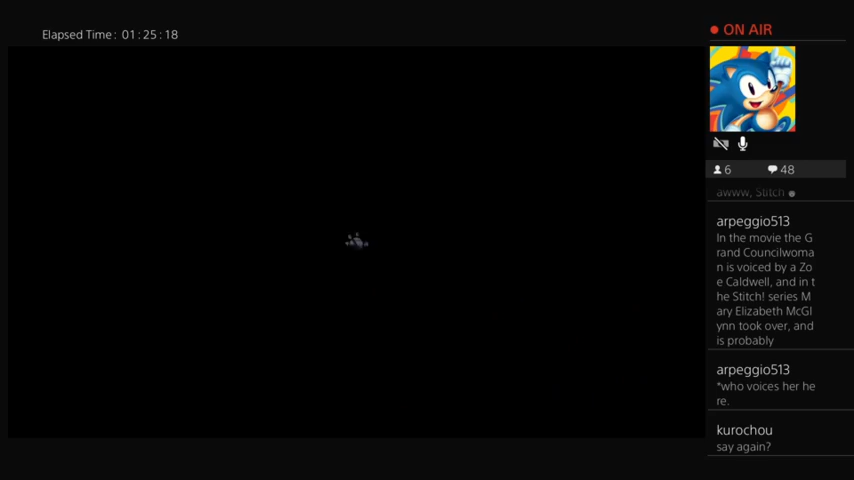 Elapsed Time: 01:25:18
ON AIR
6
48
awww, Stitch
arpeggio513
In the movie the G
rand Councilwoma
n is voiced by a Zo
e Caldwell, and in t
he Stitch! series M
ary Elizabeth McGl
ynn took over, and
is probably
arpeggio513
*who voices her he
re.
kurochou
say again?